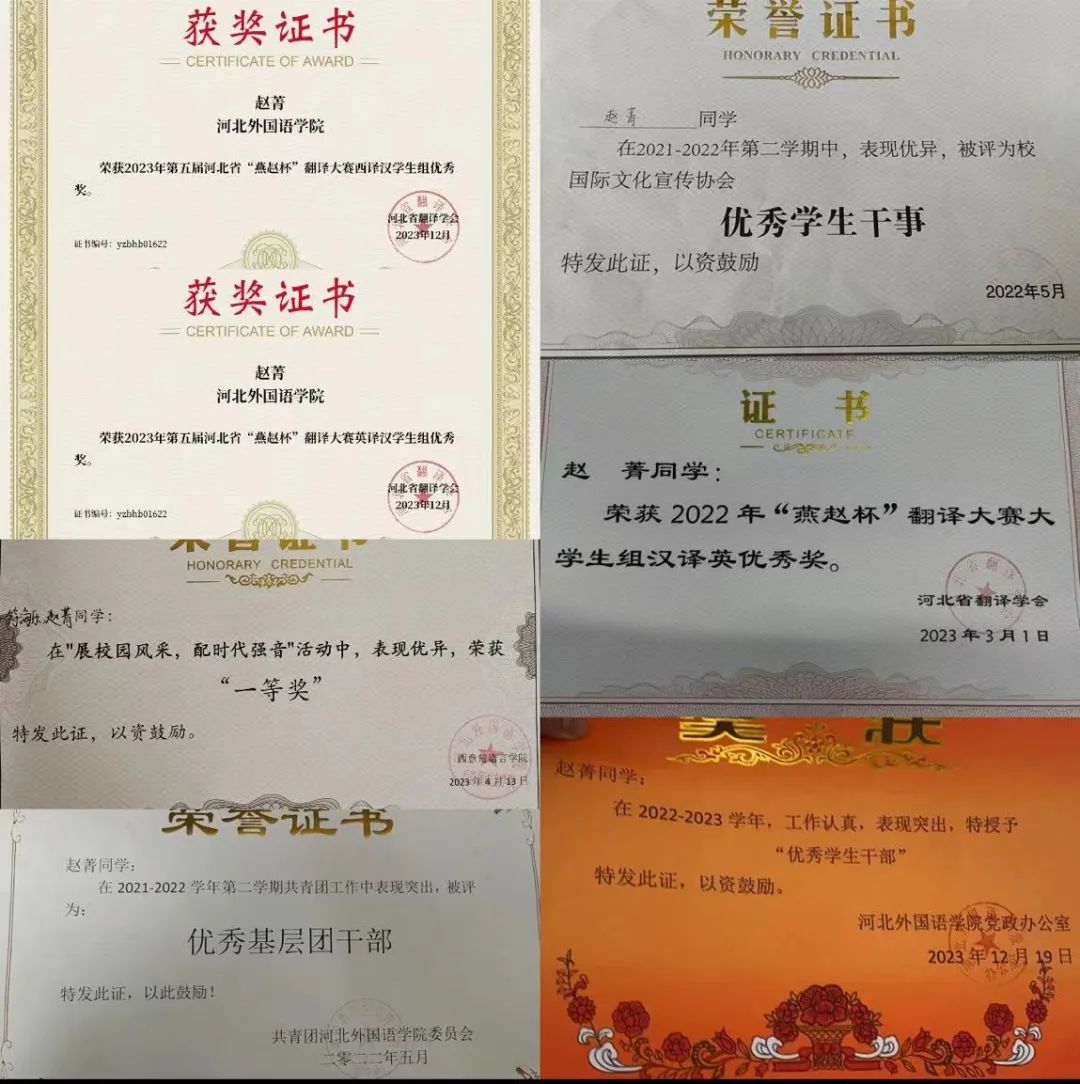 获奖证书
CERTIFICATE OF AWARD
赵菁
河北外国语学院
荣获2023年第五届河北省“燕赵杯”翻译大赛西译汉学生组优秀
奖。
河北省翻译学会
2023年12月
证书编号：yzbhb01622
获奖证书
CERTIFICATE OF AWARD
赵菁
河北外国语学院
荣获2023年第五届河北省“燕赵杯”翻译大赛英译汉学生组优秀
奖。
河北省翻译学会
2023年12月
证书编号：yzbhb01622
荣誉证书
HONORARY CREDENTIAL
赵菁同学：
在"展校园风采，配时代强音"活动中，表现优异，荣获
“一等奖”
特发此证，以资鼓励。
西意葡语言学院
2023年4月13日
荣誉证书
赵菁同学：
在 2021-2022 学年第二学期共青团工作中表现突出，被评
为：
优秀基层团干部
特发此证，以此鼓励！
共青团河北外国语学院委员会
二零二二年五月
荣誉证书
HONORARY CREDENTIAL
赵菁同学
在2021-2022年第二学期中，表现优异，被评为校
国际文化宣传协会
优秀学生干事
特发此证，以资鼓励
2022年5月
证书
CERTIFICATE
赵 菁同学：
荣获 2022 年“燕赵杯”翻译大赛大
学生组汉译英优秀奖。
河北省翻译学会
2023年3月1日
奖状
赵菁同学：
在 2022-2023 学年，工作认真，表现突出，特授予
“优秀学生干部”
特发此证，以资鼓励。
河北外国语学院党政办公室
2023 年 12 月 19 日